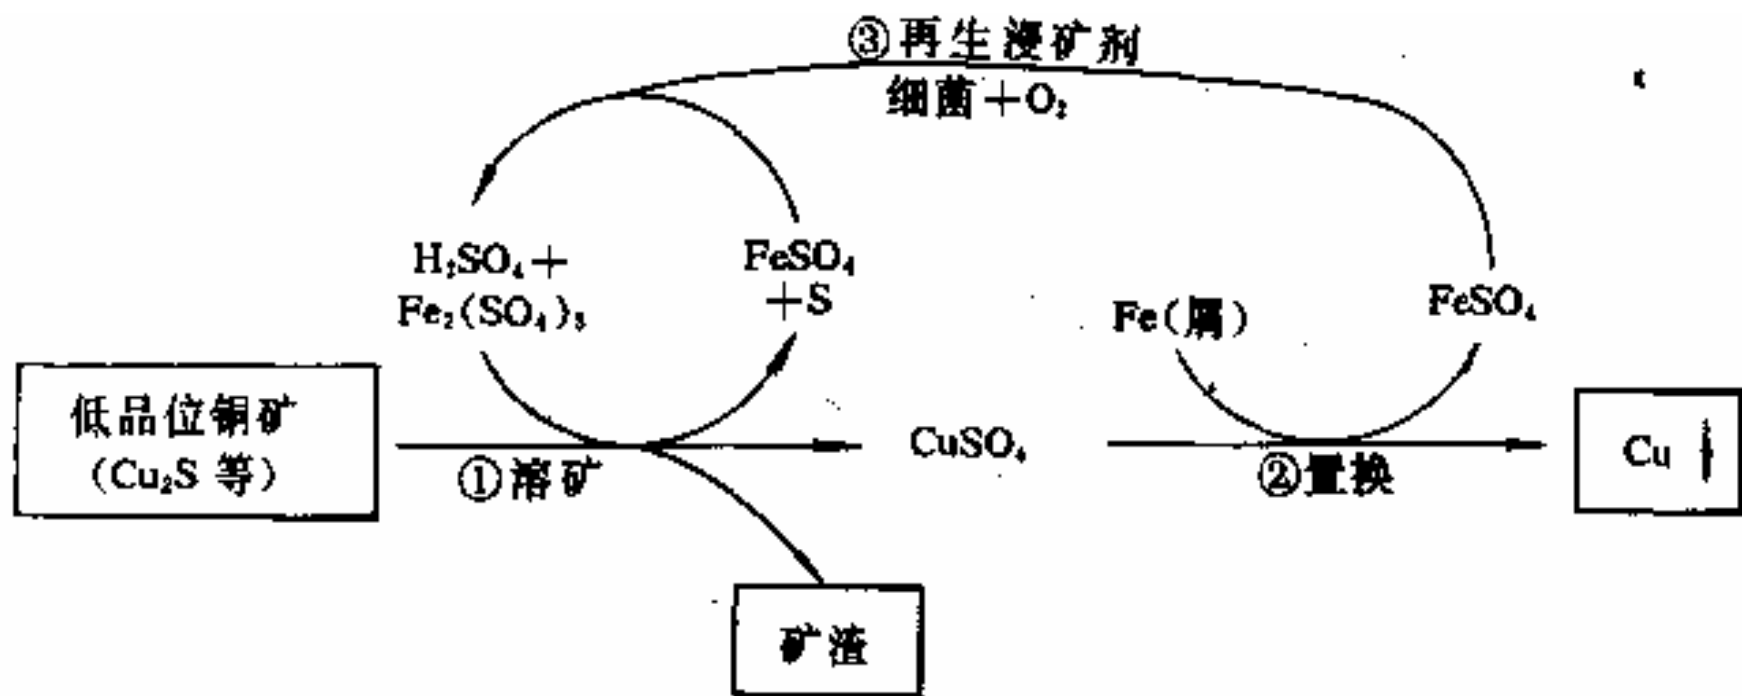 ③再生浸矿剂
细菌+O₂
H₂SO₄+
Fe₂(SO₄)₃
FeSO₄
+S
Fe(屑)
FeSO₄
低品位铜矿
(Cu₂S 等)
①溶矿
CuSO₄
②置换
Cu ↑
矿渣